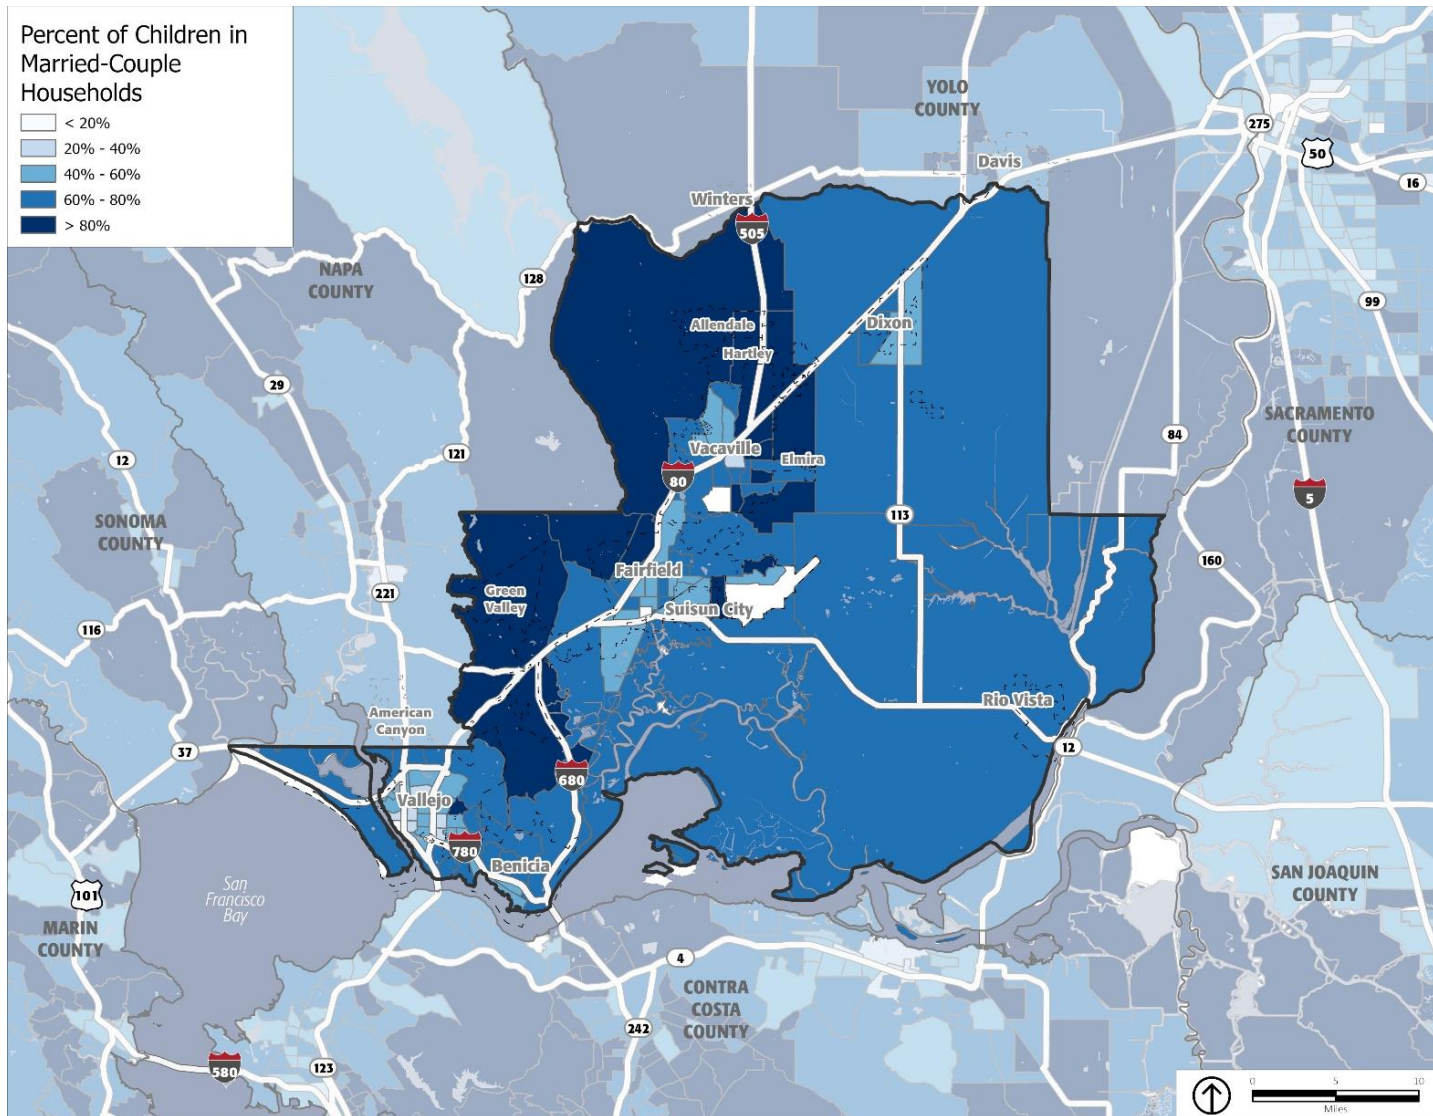 Percent of Children in
Married-Couple
Households
< 20%
20% - 40%
40% - 60%
60% - 80%
> 80%
YOLO
COUNTY
275
50
16
Davis
Winters
505
NAPA
COUNTY
128
99
Allendale
Dixon
Hartley
29
SACRAMENTO
COUNTY
84
12
121
Vacaville
Elmira
80
5
SONOMA
COUNTY
113
160
Fairfield
Green
Valley
221
Suisun City
116
Rio Vista
American
Canyon
37
12
680
Vallejo
780
Benicia
San
Francisco
Bay
101
MARIN
COUNTY
SAN JOAQUIN
COUNTY
4
CONTRA
COSTA
COUNTY
242
580
123
0 5 10
Miles